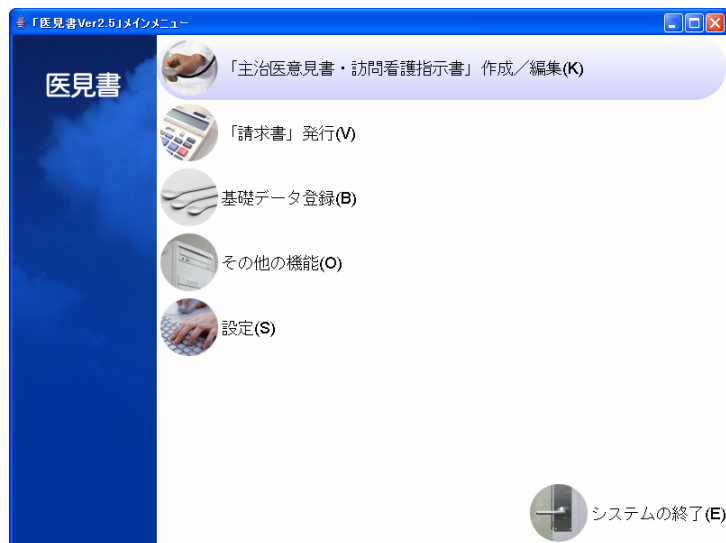 「医見書Ver2.5」メインメニュー
医見書
「主治医意見書・訪問看護指示書」作成／編集(K)
「請求書」発行(V)
基礎データ登録(B)
その他の機能(O)
設定(S)
システムの終了(E)